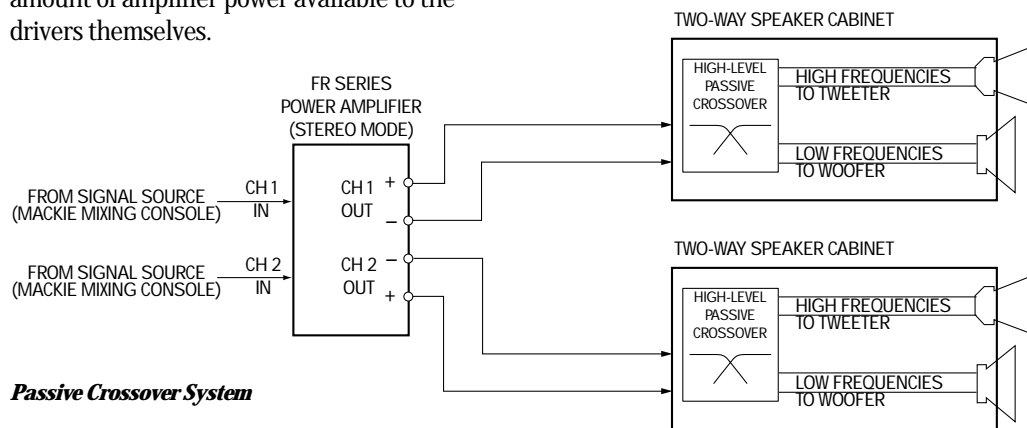 amount of amplifier power available to the
drivers themselves.
TWO-WAY SPEAKER CABINET
HIGH-LEVEL
PASSIVE
CROSSOVER
HIGH FREQUENCIES
TO TWEETER
LOW FREQUENCIES
TO WOOFER
FR SERIES
POWER AMPLIFIER
(STEREO MODE)
FROM SIGNAL SOURCE
(MACKIE MIXING CONSOLE)
CH 1
IN
CH 1
OUT
+
–
FROM SIGNAL SOURCE
(MACKIE MIXING CONSOLE)
CH 2
IN
CH 2
OUT
–
+
TWO-WAY SPEAKER CABINET
HIGH-LEVEL
PASSIVE
CROSSOVER
HIGH FREQUENCIES
TO TWEETER
LOW FREQUENCIES
TO WOOFER
Passive Crossover System